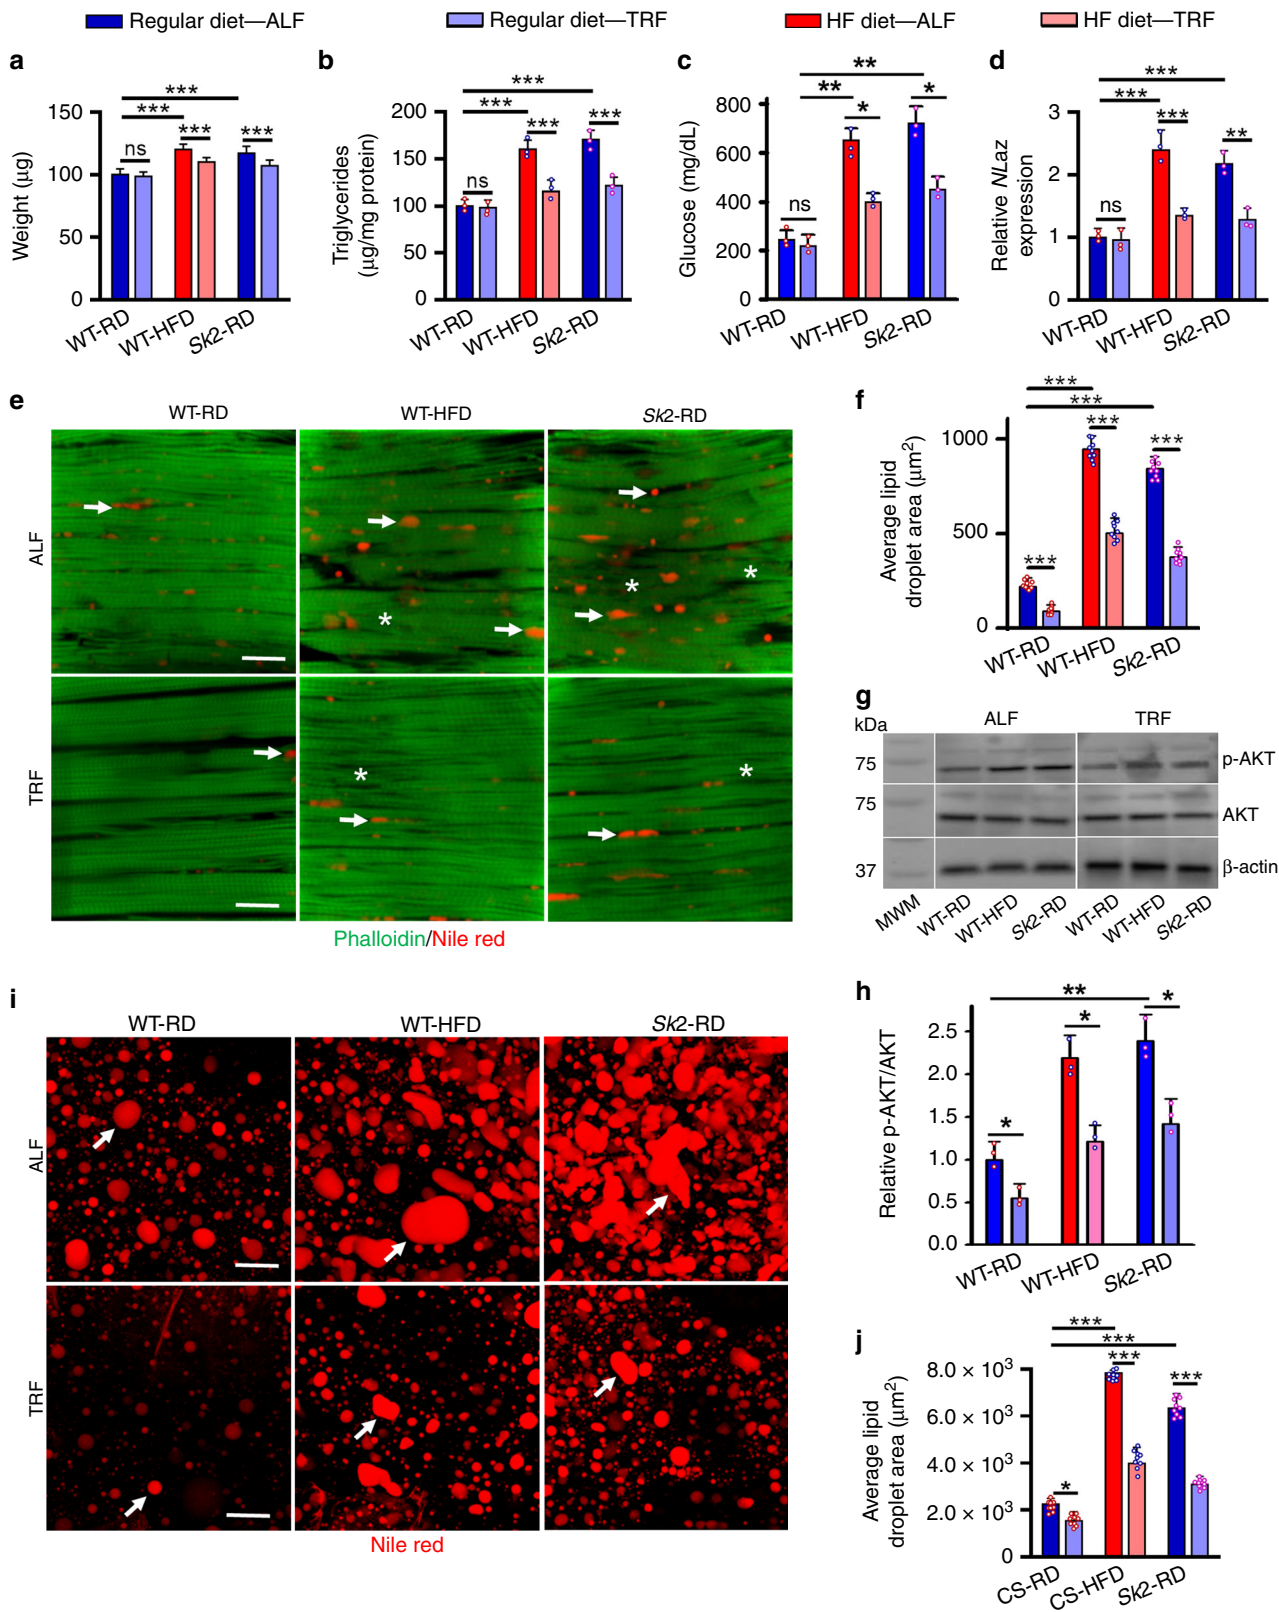 Regular diet—ALF
Regular diet—TRF
HF diet—ALF
HF diet—TRF
a
***
***
ns
***
***
Weight (μg)
150
100
50
0
WT-RD
WT-HFD
Sk2-RD
b
***
***
ns
***
***
Triglycerides
(μg/mg protein)
200
150
100
50
0
WT-RD
WT-HFD
Sk2-RD
c
**
**
*
*
ns
Glucose (mg/dL)
800
600
400
200
0
WT-RD
WT-HFD
Sk2-RD
d
***
***
***
**
ns
Relative NLaz
expression
3
2
1
0
WT-RD
WT-HFD
Sk2-RD
e
WT-RD
WT-HFD
Sk2-RD
ALF
*
*
*
TRF
*
*
Phalloidin/Nile red
f
***
***
***
***
***
Average lipid
droplet area (μm2)
1000
500
0
WT-RD
WT-HFD
Sk2-RD
g
kDa
ALF
TRF
75
p-AKT
75
AKT
37
β-actin
MWM
WT-RD
WT-HFD
Sk2-RD
WT-RD
WT-HFD
Sk2-RD
h
**
*
*
*
Relative p-AKT/AKT
2.5
2.0
1.5
1.0
0.5
0.0
WT-RD
WT-HFD
Sk2-RD
i
WT-RD
WT-HFD
Sk2-RD
ALF
TRF
Nile red
j
***
***
***
***
*
Average lipid
droplet area (μm2)
8.0 × 103
6.0 × 103
4.0 × 103
2.0 × 103
0
CS-RD
CS-HFD
Sk2-RD